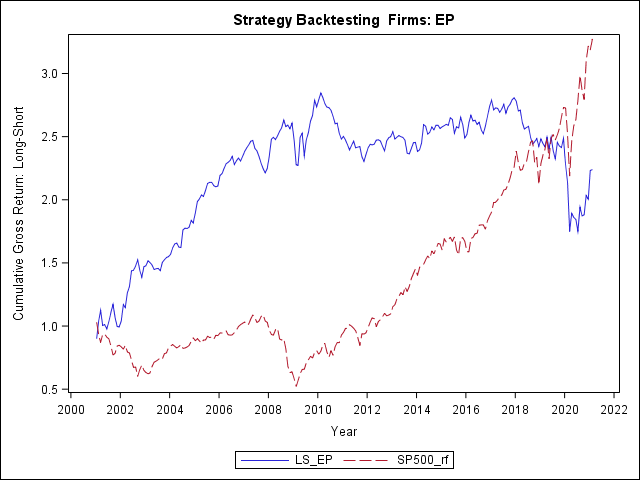 Strategy Backtesting  Firms: EP
Cumulative Gross Return: Long-Short
3.0
2.5
2.0
1.5
1.0
0.5
2000 2002 2004 2006 2008 2010 2012 2014 2016 2018 2020 2022
Year
LS_EP SP500_rf